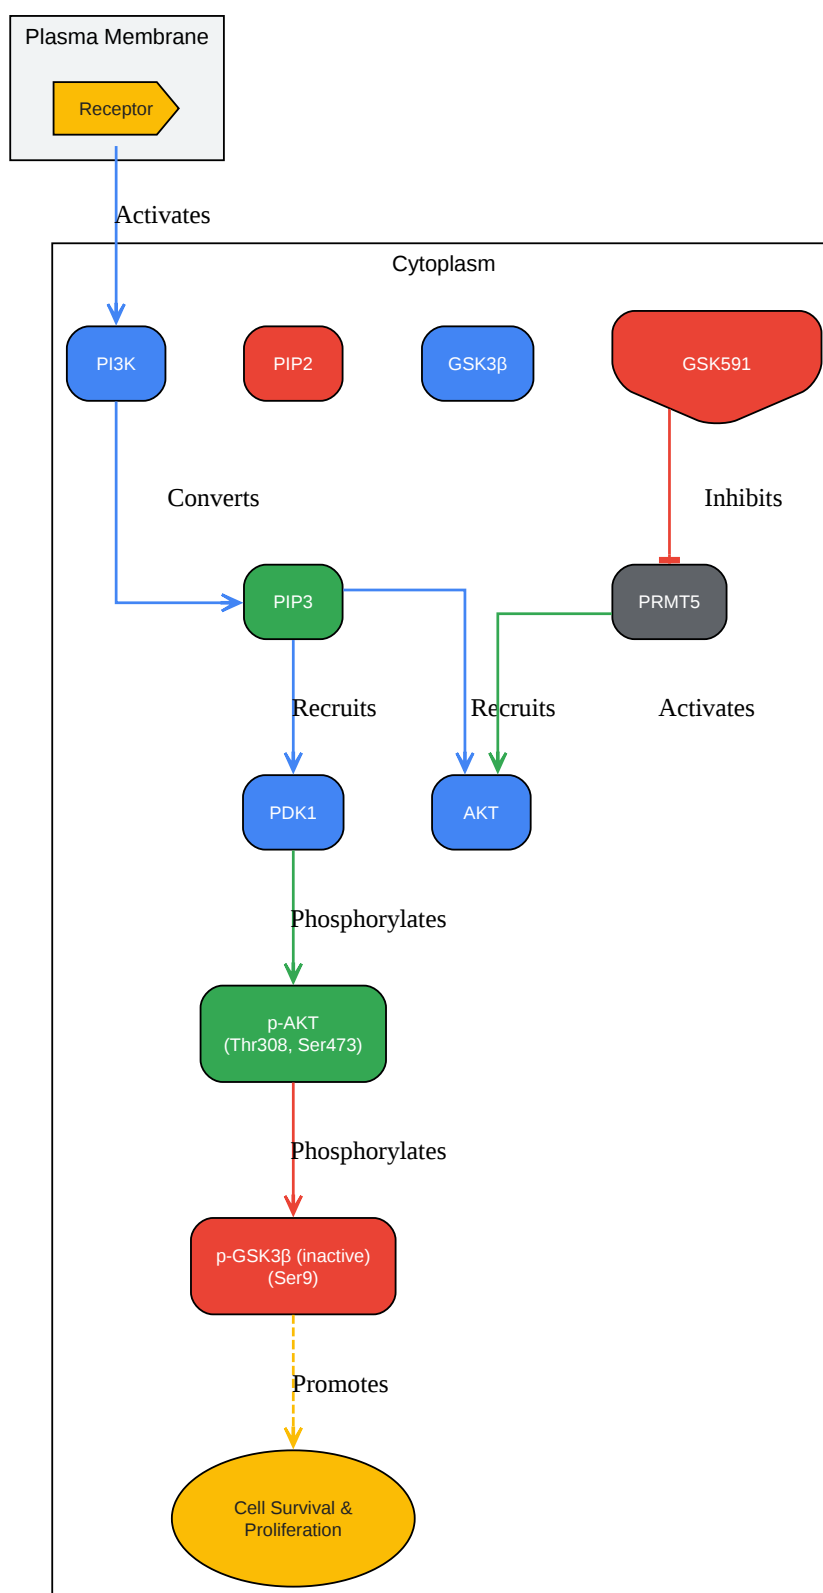 Plasma Membrane
Receptor
Activates
Cytoplasm
PI3K
PIP2
GSK3β
GSK591
Converts
Inhibits
PIP3
PRMT5
Recruits
Recruits
Activates
PDK1
AKT
Phosphorylates
p-AKT
(Thr308, Ser473)
Phosphorylates
p-GSK3β (inactive)
(Ser9)
Promotes
Cell Survival &
Proliferation